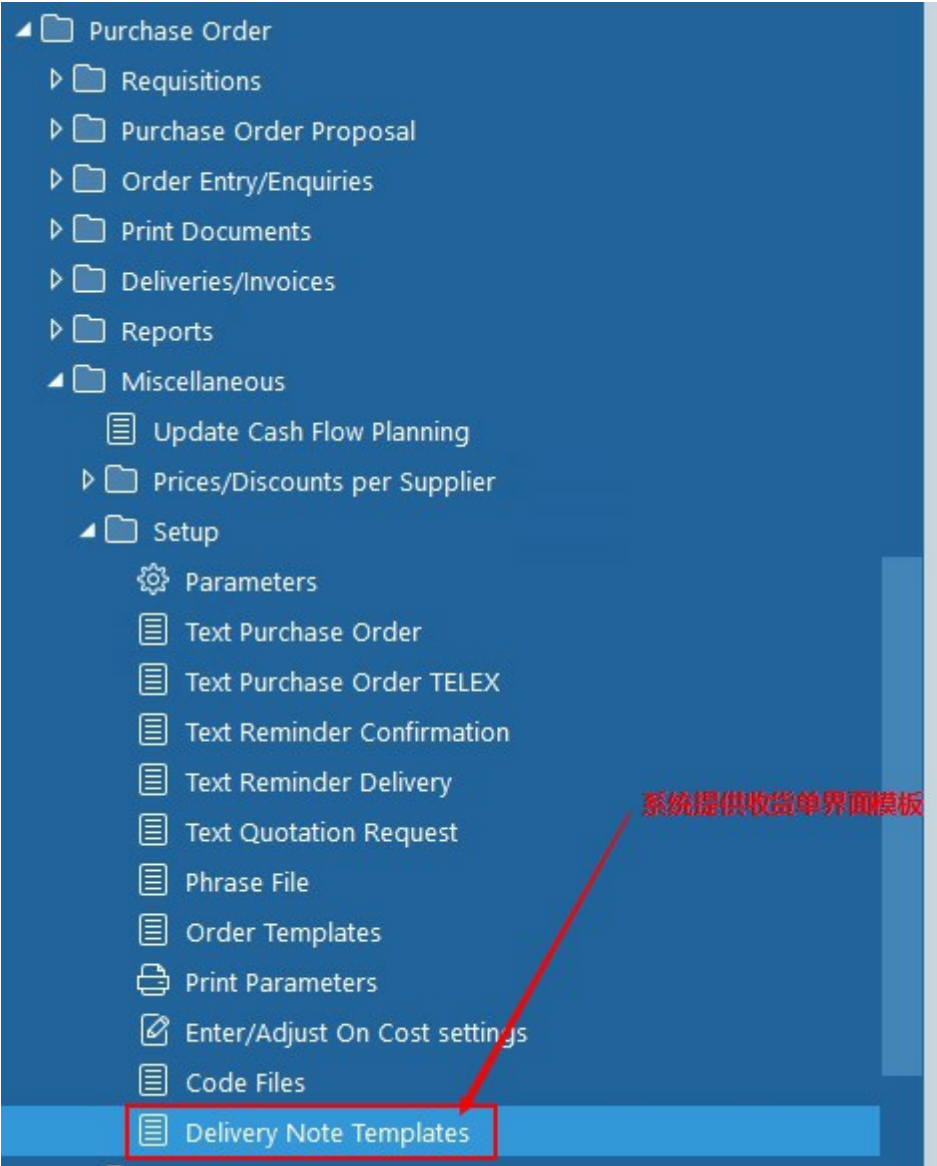 Purchase Order
Requisitions
Purchase Order Proposal
Order Entry/Enquiries
Print Documents
Deliveries/Invoices
Reports
Miscellaneous
Update Cash Flow Planning
Prices/Discounts per Supplier
Setup
Parameters
Text Purchase Order
Text Purchase Order TELEX
Text Reminder Confirmation
Text Reminder Delivery
系统提供收货单界面模板
Text Quotation Request
Phrase File
Order Templates
Print Parameters
Enter/Adjust On Cost settings
Code Files
Delivery Note Templates